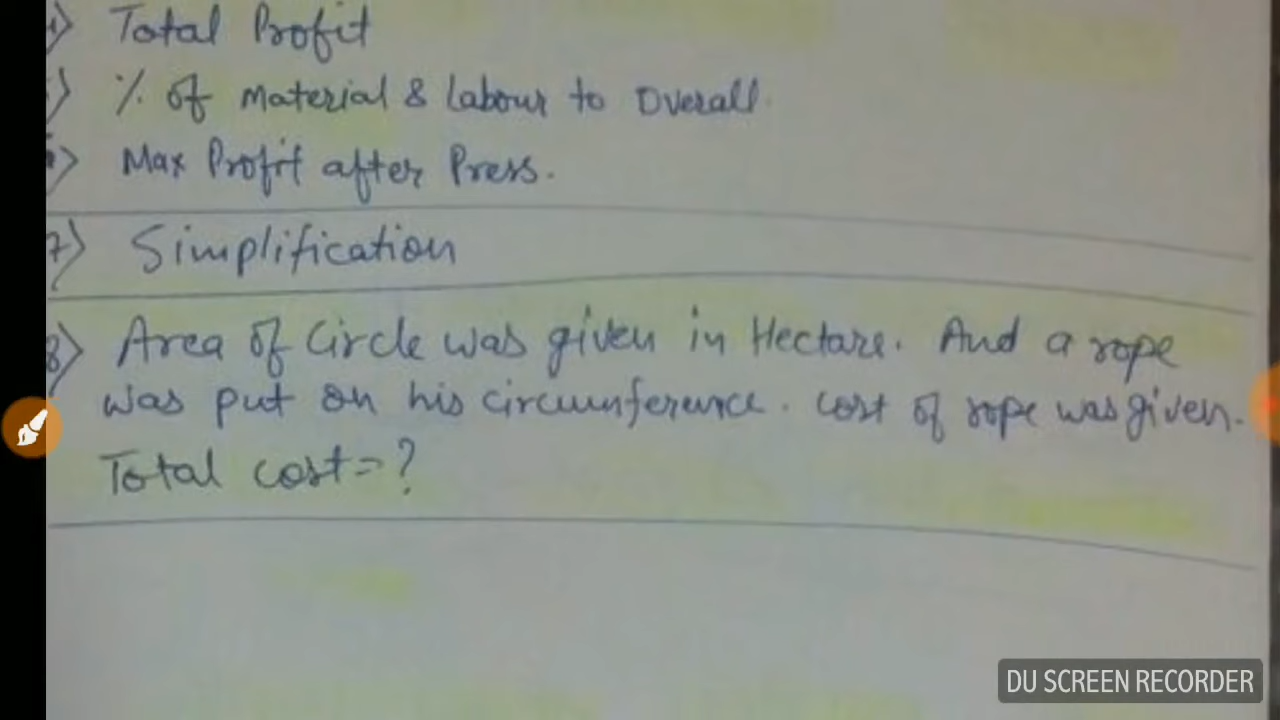 ) Total Profit
) % of Material & Labour to Overall.
) Max Profit after Press.
7) Simplification
8) Area of Circle was given in Hectare. And a rope
was put on his circumference. Cost of rope was given.
Total cost = ?
DU SCREEN RECORDER